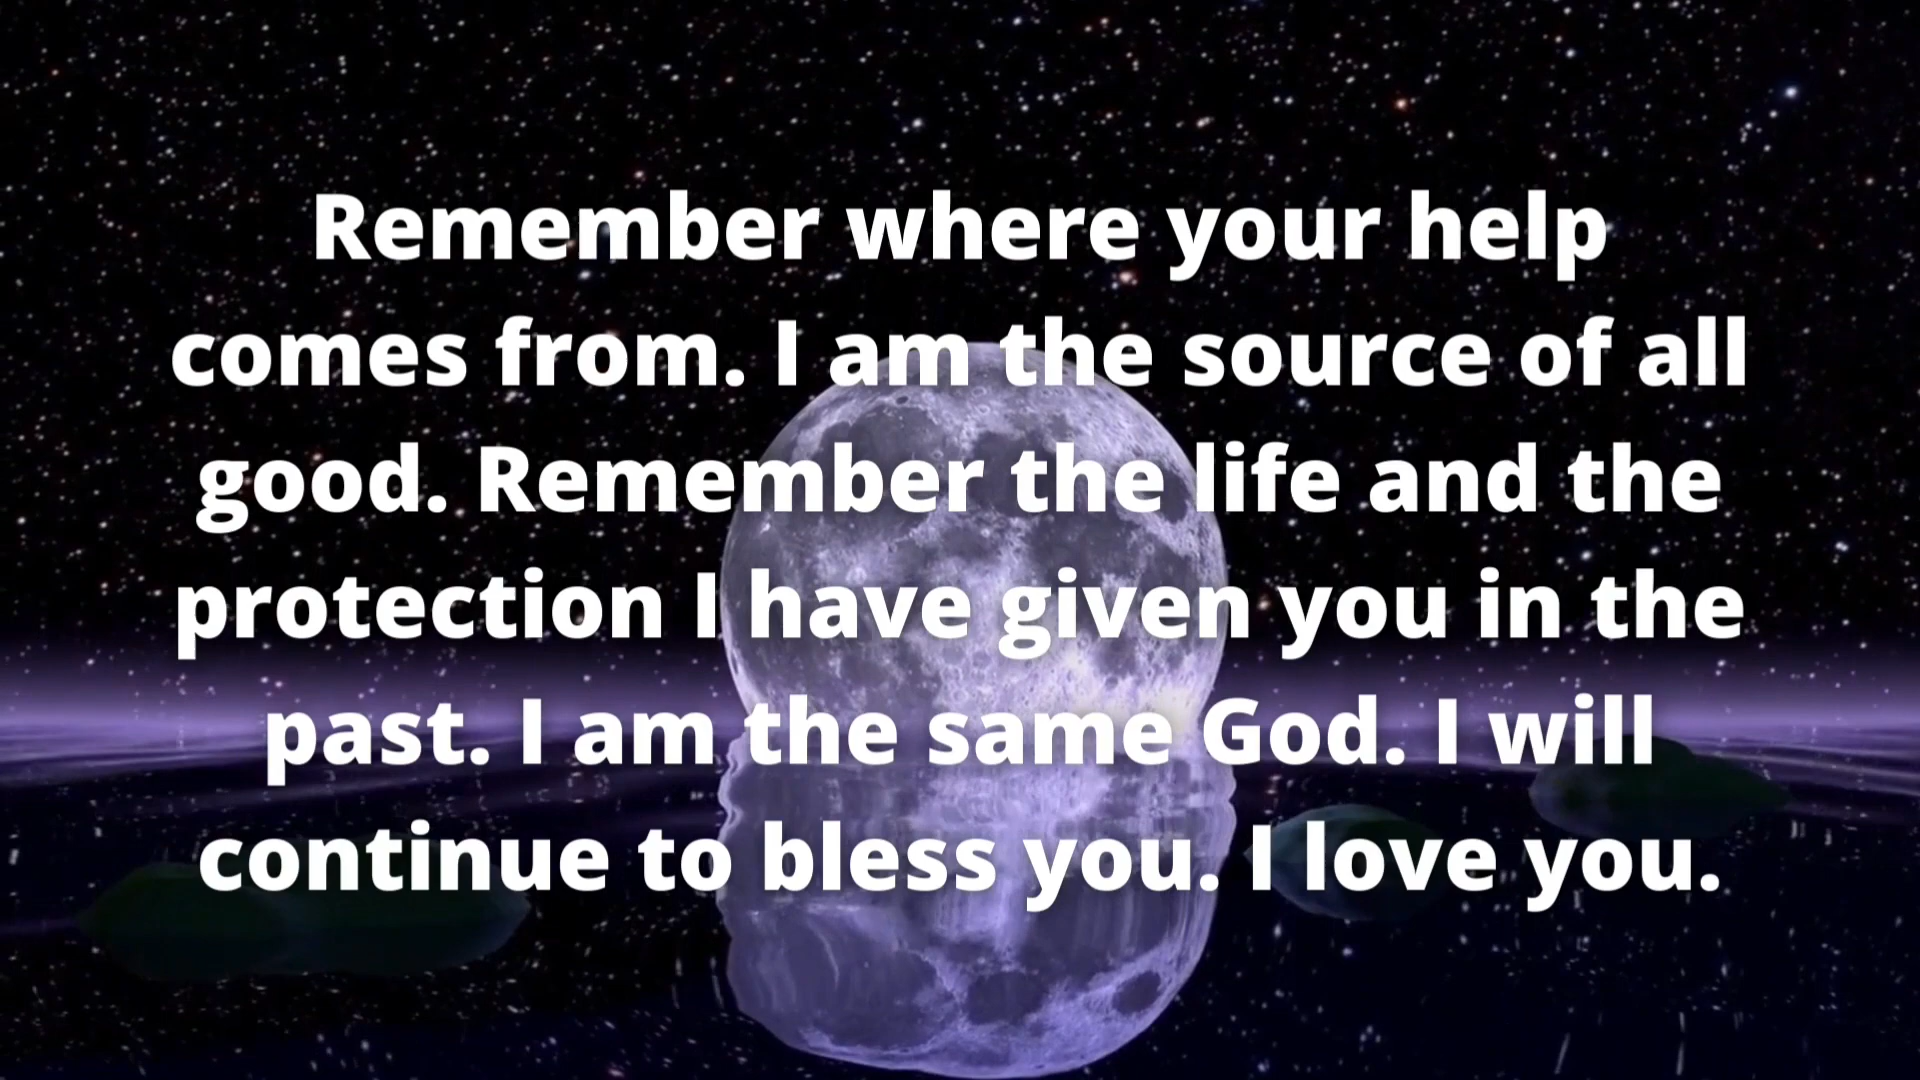 Remember where your help
comes from. I am the source of all
good. Remember the life and the
protection I have given you in the
past. I am the same God. I will
continue to bless you. I love you.